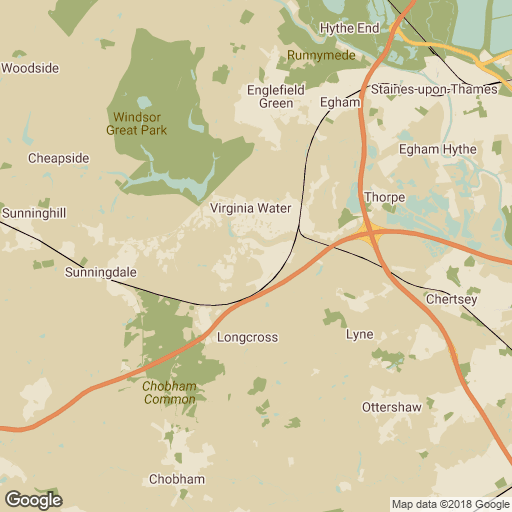 Hythe End
Runnymede
Woodside
Englefield
Green
Staines-upon-Thames
Egham
Windsor
Great Park
Egham Hythe
Cheapside
Thorpe
Virginia Water
Sunninghill
Sunningdale
Chertsey
Longcross
Lyne
Chobham
Common
Ottershaw
Chobham
Google
Map data ©2018 Google